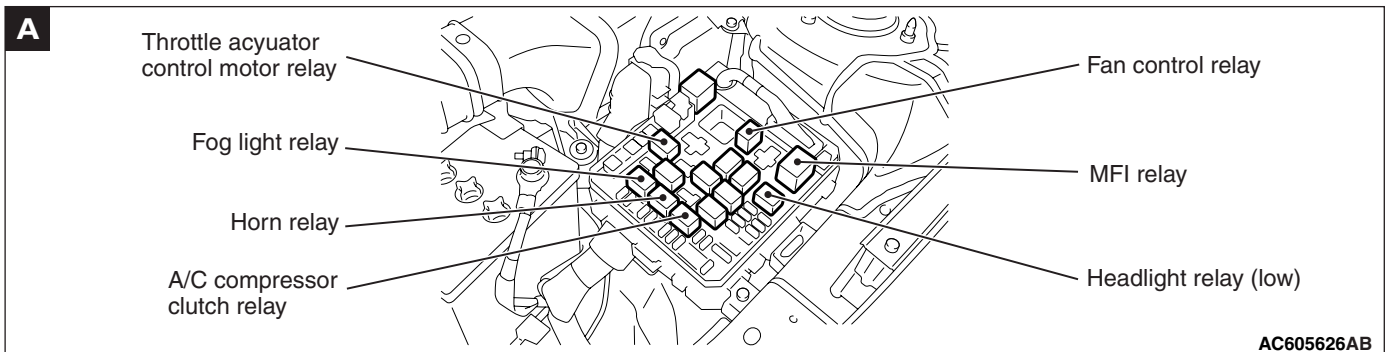 A
Throttle acyuator
control motor relay
Fog light relay
Horn relay
A/C compressor
clutch relay
Fan control relay
MFI relay
Headlight relay (low)
AC605626AB